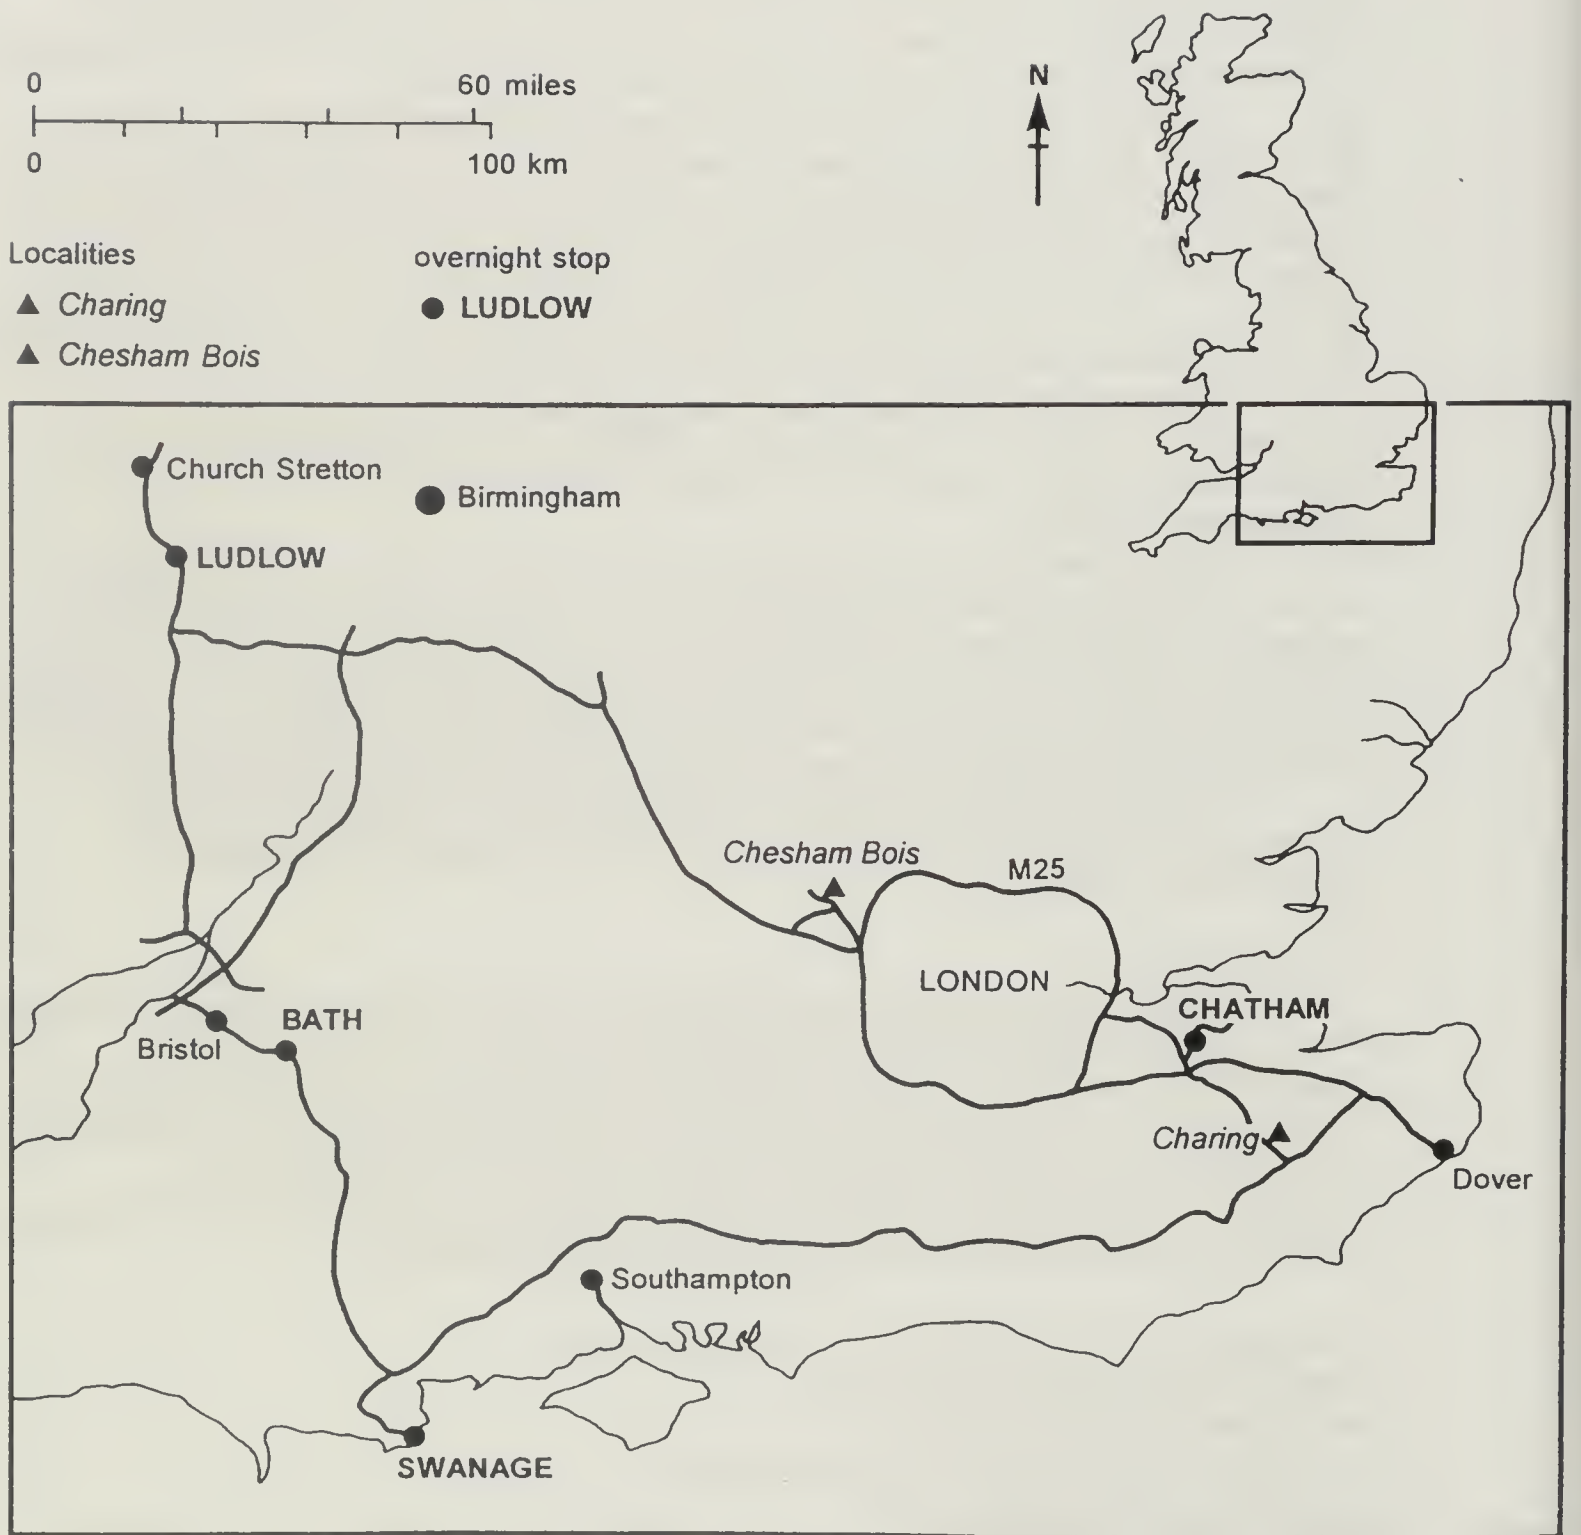 0 60 miles
0 100 km
N
Localities
Charing
Chesham Bois
overnight stop
LUDLOW
Church Stretton
Birmingham
LUDLOW
Chesham Bois
M25
LONDON
CHATHAM
BATH
Bristol
Charing
Dover
Southampton
SWANAGE